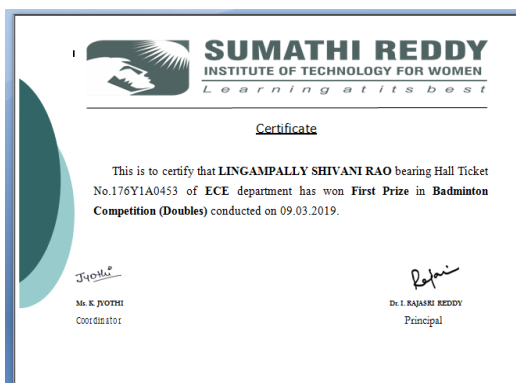 SUMATHI REDDY
INSTITUTE OF TECHNOLOGY FOR WOMEN
Learning at its best
Certificate
This is to certify that LINGAMPALLY SHIVANI RAO bearing Hall Ticket
No.176Y1A0453 of ECE department has won First Prize in Badminton
Competition (Doubles) conducted on 09.03.2019.
Jyothi
Rajasri
Ms. K. JYOTHI
Dr. I. RAJASRI REDDY
Coordinator
Principal